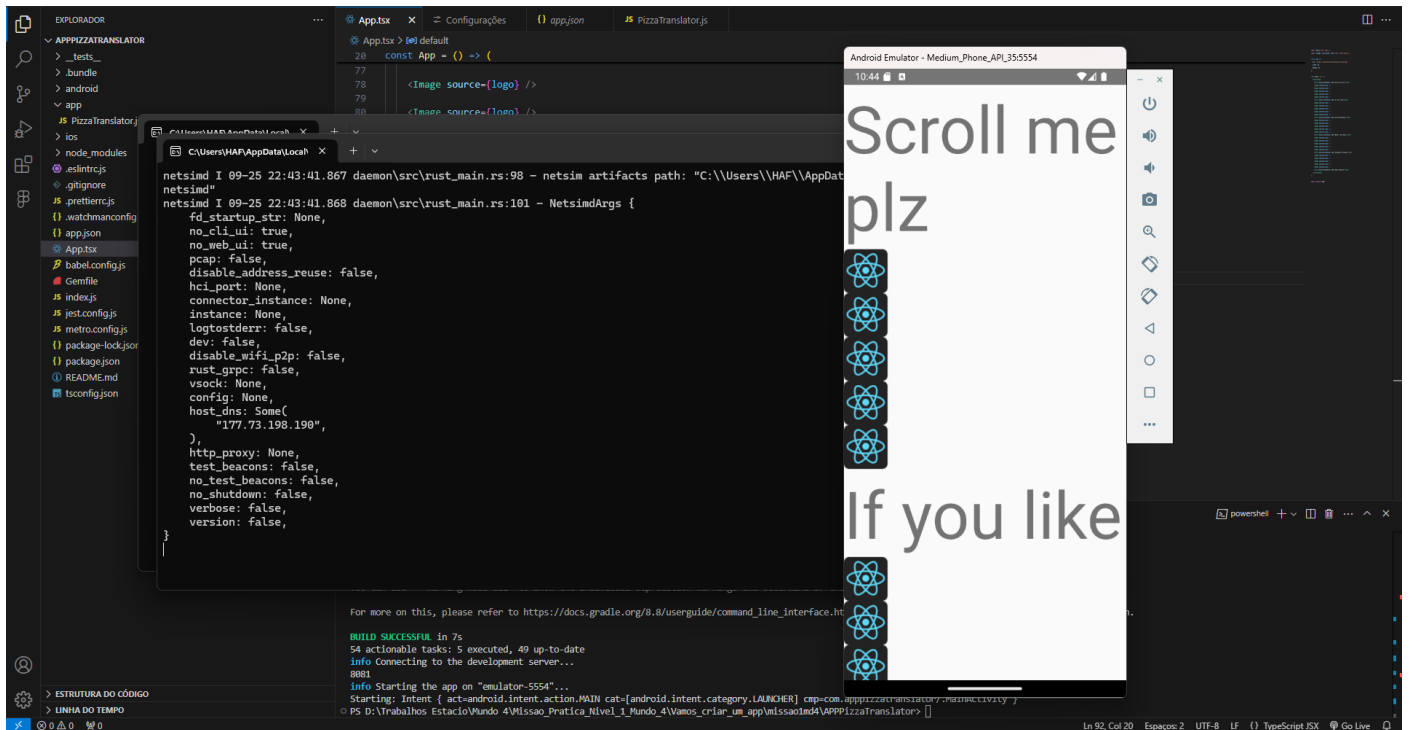 EXPLORADOR
APPPIZZATRANSLATOR
__tests__
.bundle
android
app
JS PizzaTranslator.j
ios
node_modules
.eslintrc.js
.gitignore
JS .prettierrc.js
{} .watchmanconfig
{} app.json
App.tsx
babel.config.js
Gemfile
JS index.js
JS jest.config.js
JS metro.config.js
{} package-lock.json
{} package.json
README.md
tsconfig.json
ESTRUTURA DO CÓDIGO
LINHA DO TEMPO
App.tsx
Configurações
{} app.json
JS PizzaTranslator.js
App.tsx > default
20 const App = () => (
77
78 <Image source={logo} />
79
80 <Image source={logo} />
C:\Users\HAF\AppData\Local\
C:\Users\HAF\AppData\Local\
netsimd I 09-25 22:43:41.867 daemon\src\rust_main.rs:98 - netsim artifacts path: "C:\\Users\\HAF\\AppDat
netsimd"
netsimd I 09-25 22:43:41.868 daemon\src\rust_main.rs:101 - NetsimdArgs {
fd_startup_str: None,
no_cli_ui: true,
no_web_ui: true,
pcap: false,
disable_address_reuse: false,
hci_port: None,
connector_instance: None,
instance: None,
logtostderr: false,
dev: false,
disable_wifi_p2p: false,
rust_grpc: false,
vsock: None,
config: None,
host_dns: Some(
"177.73.198.190",
),
http_proxy: None,
test_beacons: false,
no_test_beacons: false,
no_shutdown: false,
verbose: false,
version: false,
}
Android Emulator - Medium_Phone_API_35:5554
10:44
Scroll me
plz
If you like
powershell
For more on this, please refer to https://docs.gradle.org/8.8/userguide/command_line_interface.ht
BUILD SUCCESSFUL in 7s
54 actionable tasks: 5 executed, 49 up-to-date
info Connecting to the development server...
8081
info Starting the app on "emulator-5554"...
Starting: Intent { act=android.intent.action.MAIN cat=[android.intent.category.LAUNCHER] cmp=com.apppizzatranslator/.MainActivity }
PS D:\Trabalhos Estacio\Mundo 4\Missao_Pratica_Nivel_1_Mundo_4\Vamos_criar_um_app\missao1md4\APPPizzaTranslator>
0 0 0
Ln 92, Col 20 Espaços: 2 UTF-8 LF {} TypeScript JSX Go Live